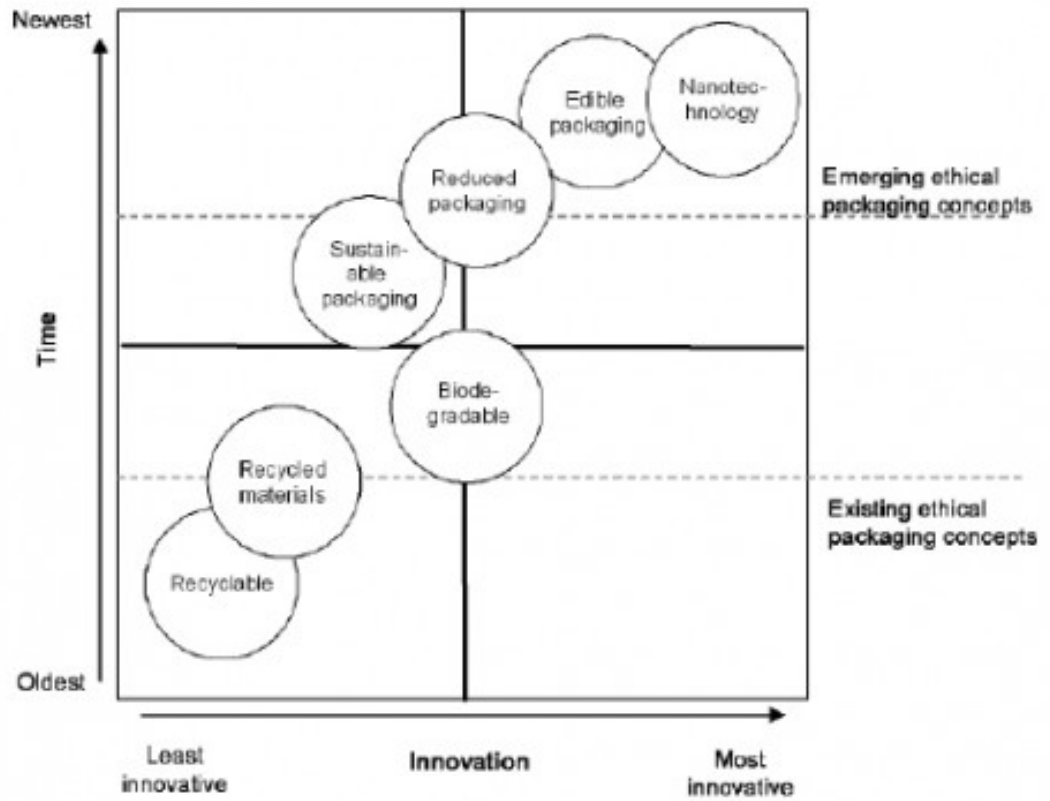 Newest
Edible
packaging
Nanotec-
hnology
Reduced
packaging
Emerging ethical
packaging concepts
Sustain-
able
packaging
Time
Biode-
gradable
Recycled
materials
Existing ethical
packaging concepts
Recyclable
Oldest
Least
innovative
Innovation
Most
innovative